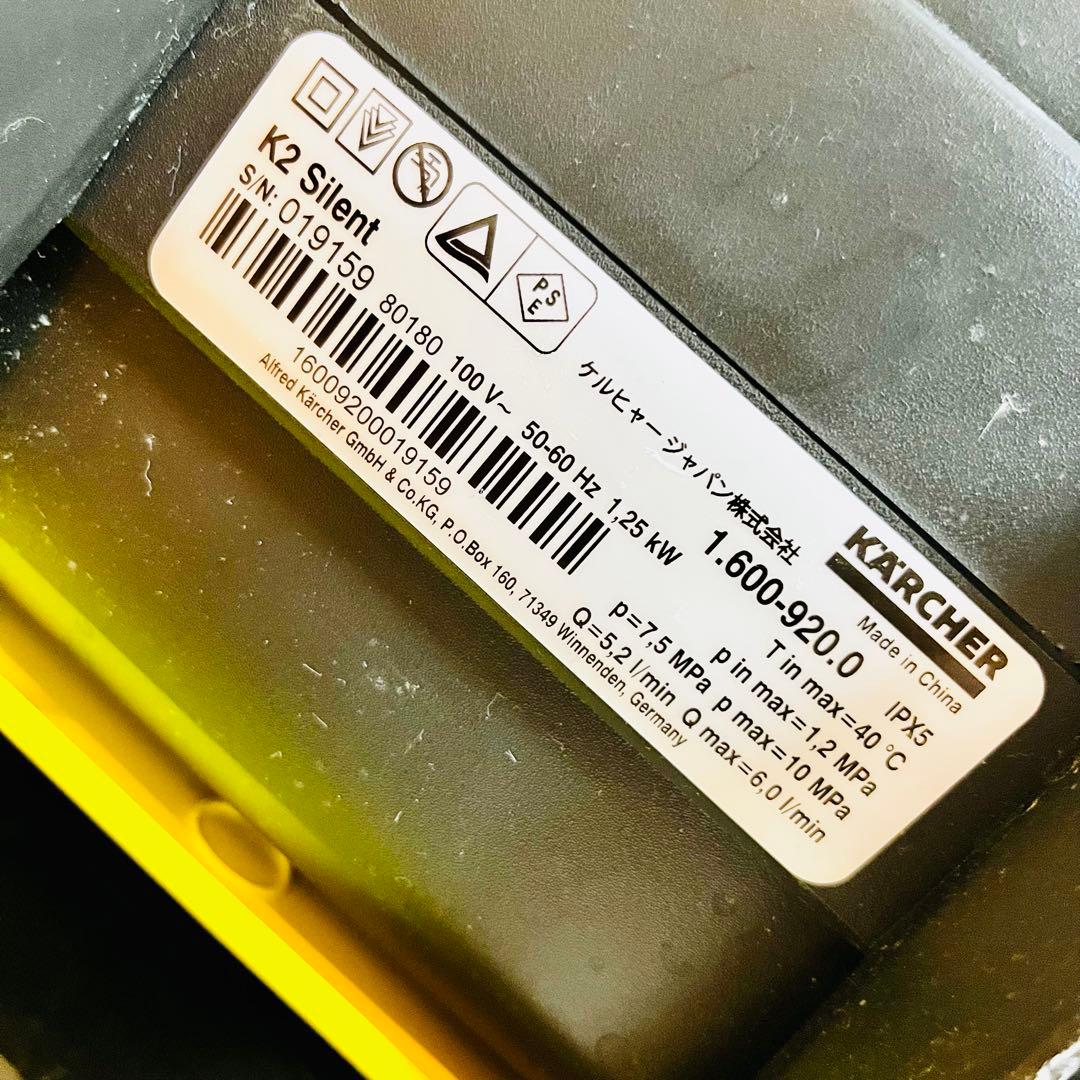 K2 Silent
S/N: 019159 80180 100 V~ 50-60 Hz 1,25 kW
16009200019159
Alfred Kärcher GmbH & Co.KG, P.O.Box 160, 71349 Winnenden, Germany
PSE
ケルヒャー ジャパン株式会社
1.600-920.0
KÄRCHER
Made in China
IPX5
T in max=40 °C
p in max=1,2 MPa
p=7,5 MPa p max=10 MPa
Q=5,2 l/min Q max=6,0 l/min